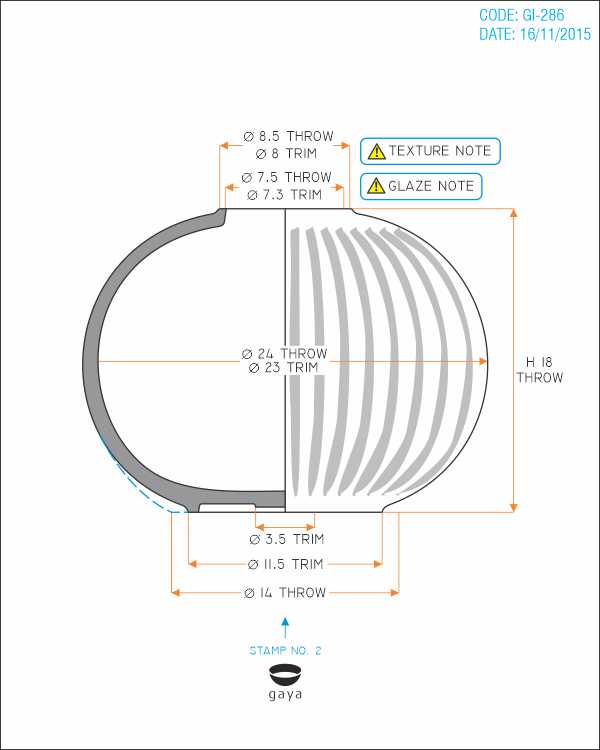 CODE: GI-286
DATE: 16/11/2015
Ø 8.5 THROW
Ø 8 TRIM
TEXTURE NOTE
Ø 7.5 THROW
Ø 7.3 TRIM
GLAZE NOTE
Ø 24 THROW
Ø 23 TRIM
H 18
THROW
Ø 3.5 TRIM
Ø 11.5 TRIM
Ø 14 THROW
STAMP NO. 2
gaya